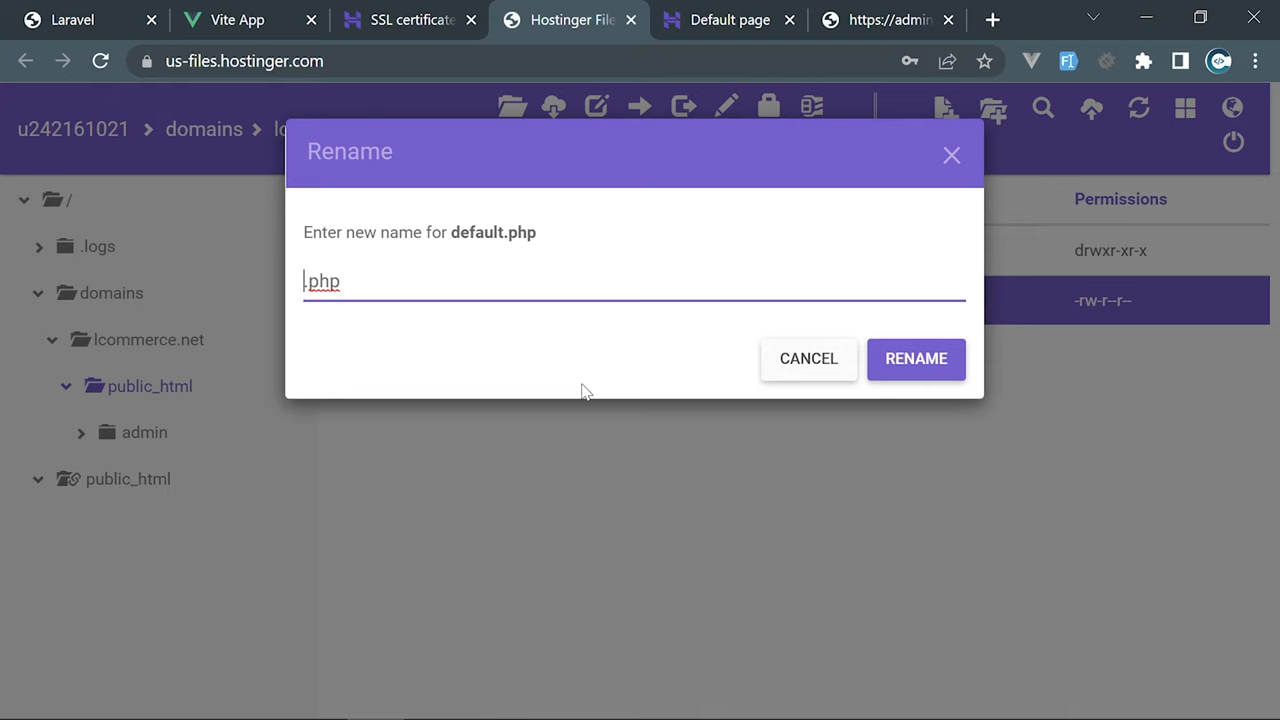 Laravel
Vite App
SSL certificate
Hostinger File
Default page
https://admin
us-files.hostinger.com
u242161021
domains
Rename
Enter new name for default.php
.php
CANCEL
RENAME
Permissions
drwxr-xr-x
-rw-r--r--
/
.logs
domains
lcommerce.net
public_html
admin
public_html